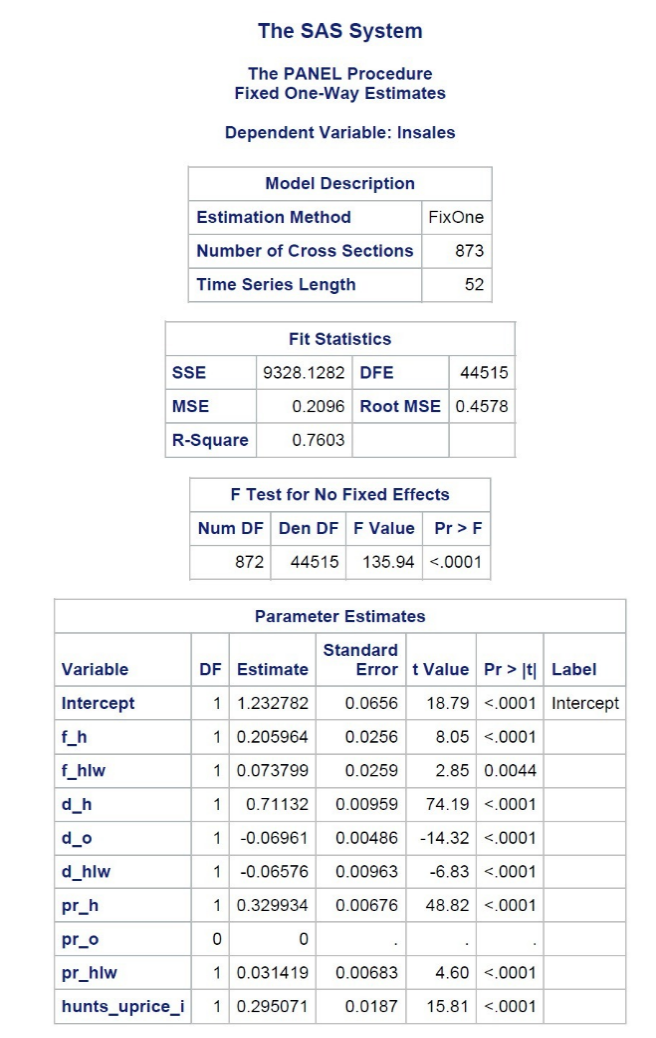 The SAS System
The PANEL Procedure
Fixed One-Way Estimates
Dependent Variable: lnsales
Model Description
Estimation Method FixOne
Number of Cross Sections 873
Time Series Length 52
Fit Statistics
SSE 9328.1282 DFE 44515
MSE 0.2096 Root MSE 0.4578
R-Square 0.7603
F Test for No Fixed Effects
Num DF Den DF F Value Pr > F
872 44515 135.94 <.0001
Parameter Estimates
Variable DF Estimate Standard Error t Value Pr > |t| Label
Intercept 1 1.232782 0.0656 18.79 <.0001 Intercept
f_h 1 0.205964 0.0256 8.05 <.0001
f_hlw 1 0.073799 0.0259 2.85 0.0044
d_h 1 0.71132 0.00959 74.19 <.0001
d_o 1 -0.06961 0.00486 -14.32 <.0001
d_hlw 1 -0.06576 0.00963 -6.83 <.0001
pr_h 1 0.329934 0.00676 48.82 <.0001
pr_o 0 0 . . .
pr_hlw 1 0.031419 0.00683 4.60 <.0001
hunts_uprice_i 1 0.295071 0.0187 15.81 <.0001